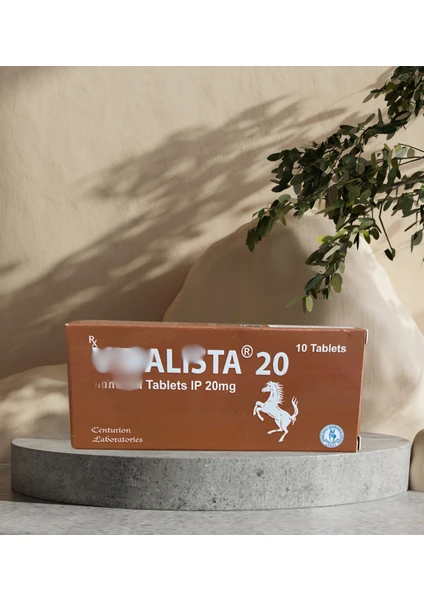 Rx
ALISTA® 20
10 Tablets
Tablets IP 20mg
Centurion
Laboratories